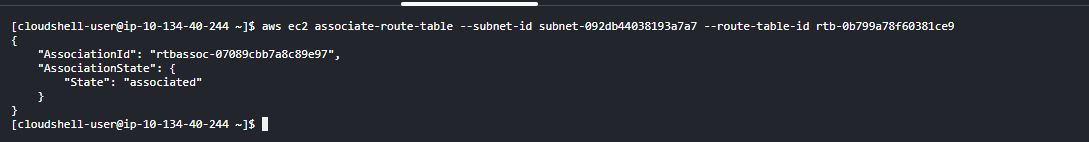 [cloudshell-user@ip-10-134-40-244 ~]$ aws ec2 associate-route-table --subnet-id subnet-092db44038193a7a7 --route-table-id rtb-0b799a78f60381ce9
{
    "AssociationId": "rtbassoc-07089cbb7a8c89e97",
    "AssociationState": {
        "State": "associated"
    }
}
[cloudshell-user@ip-10-134-40-244 ~]$